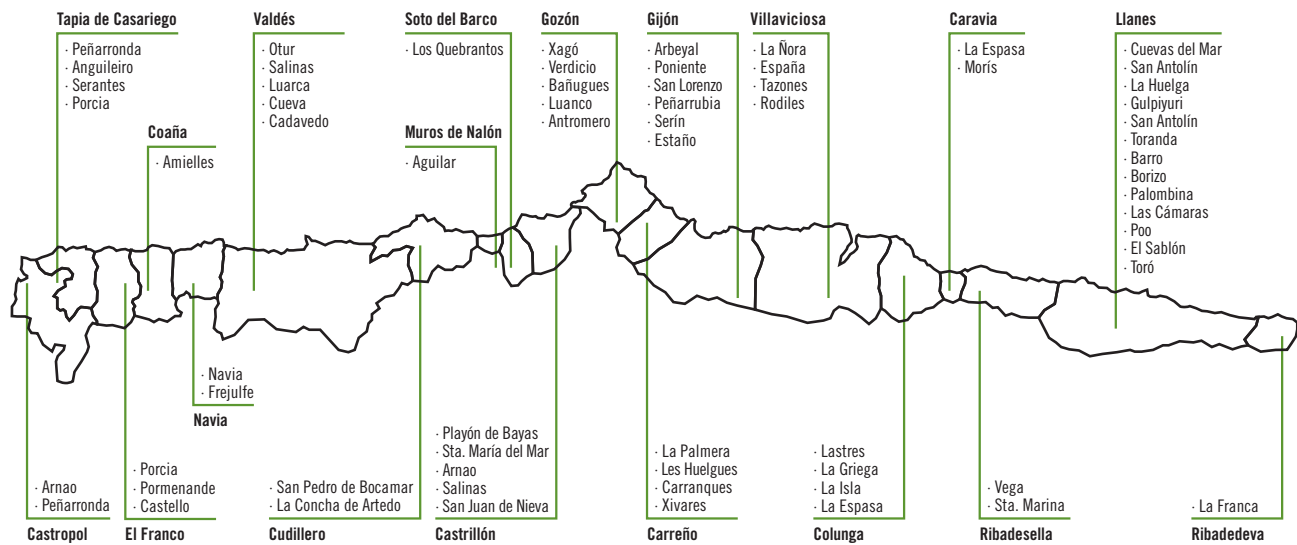 Tapia de Casariego
· Peñarronda
· Anguileiro
· Serantes
· Porcia
Coaña
· Amielles
Valdés
· Otur
· Salinas
· Luarca
· Cueva
· Cadavedo
Soto del Barco
· Los Quebrantos
Muros de Nalón
· Aguilar
Gozón
· Xagó
· Verdicio
· Bañugues
· Luanco
· Antromero
Gijón
· Arbeyal
· Poniente
· San Lorenzo
· Peñarrubia
· Serín
· Estaño
Villaviciosa
· La Ñora
· España
· Tazones
· Rodiles
Caravia
· La Espasa
· Morís
Llanes
· Cuevas del Mar
· San Antolín
· La Huelga
· Gulpiyuri
· San Antolín
· Toranda
· Barro
· Borizo
· Palombina
· Las Cámaras
· Poo
· El Sablón
· Toró
· Arnao
· Peñarronda
Castropol
· Porcia
· Pormenande
· Castello
El Franco
· Navia
· Frejulfe
Navia
· San Pedro de Bocamar
· La Concha de Artedo
Cudillero
· Playón de Bayas
· Sta. María del Mar
· Arnao
· Salinas
· San Juan de Nieva
Castrillón
· La Palmera
· Les Huelgues
· Carranques
· Xivares
Carreño
· Lastres
· La Griega
· La Isla
· La Espasa
Colunga
· Vega
· Sta. Marina
Ribadesella
· La Franca
Ribadedeva